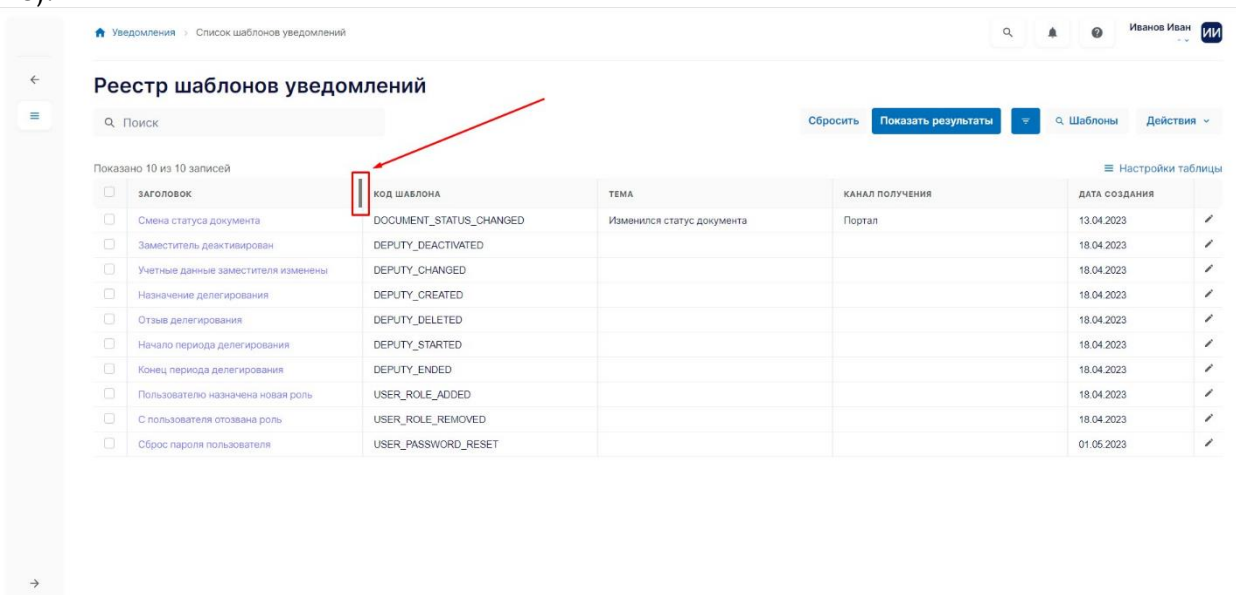 Уведомления > Список шаблонов уведомлений
Иванов Иван
ИИ
Реестр шаблонов уведомлений
Поиск
Сбросить Показать результаты Шаблоны Действия
Показано 10 из 10 записей
Настройки таблицы
ЗАГОЛОВОК КОД ШАБЛОНА ТЕМА КАНАЛ ПОЛУЧЕНИЯ ДАТА СОЗДАНИЯ
Смена статуса документа DOCUMENT_STATUS_CHANGED Изменился статус документа Портал 13.04.2023
Заместитель деактивирован DEPUTY_DEACTIVATED 18.04.2023
Учетные данные заместителя изменены DEPUTY_CHANGED 18.04.2023
Назначение делегирования DEPUTY_CREATED 18.04.2023
Отзыв делегирования DEPUTY_DELETED 18.04.2023
Начало периода делегирования DEPUTY_STARTED 18.04.2023
Конец периода делегирования DEPUTY_ENDED 18.04.2023
Пользователю назначена новая роль USER_ROLE_ADDED 18.04.2023
С пользователя отозвана роль USER_ROLE_REMOVED 18.04.2023
Сброс пароля пользователя USER_PASSWORD_RESET 01.05.2023